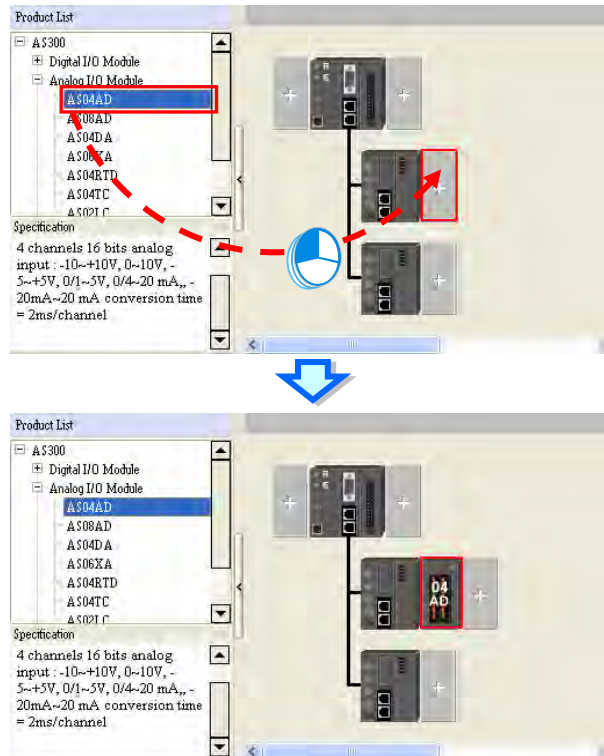 Product List
AS300
Digital I/O Module
Analog I/O Module
AS04AD
AS08AD
AS04DA
AS06XA
AS04RTD
AS04TC
AS02LC
Specification
4 channels 16 bits analog
input : -10~+10V, 0~10V, -
5~+5V, 0/1~5V, 0/4~20 mA,, -
20mA~20 mA conversion time
= 2ms/channel
Product List
AS300
Digital I/O Module
Analog I/O Module
AS04AD
AS08AD
AS04DA
AS06XA
AS04RTD
AS04TC
AS02LC
04
AD
Specification
4 channels 16 bits analog
input : -10~+10V, 0~10V, -
5~+5V, 0/1~5V, 0/4~20 mA,, -
20mA~20 mA conversion time
= 2ms/channel